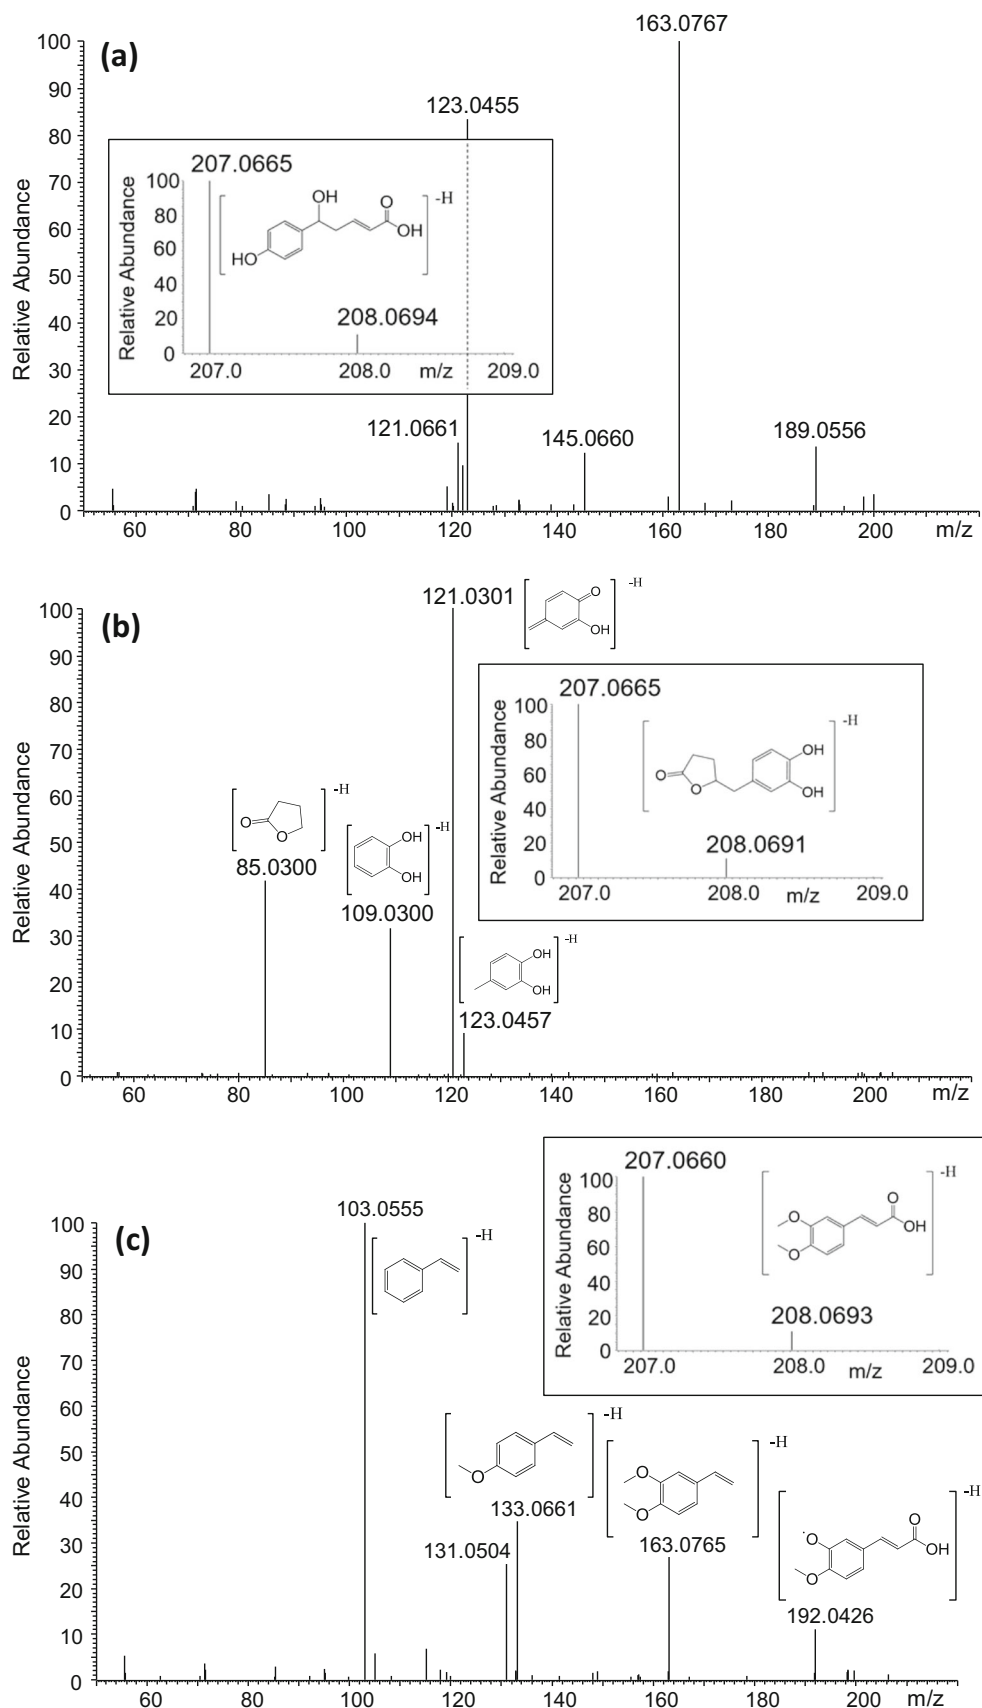 163.0767
100
(a)
123.0455
90
80
70
60
50
40
30
20
10
0
Relative Abundance
207.0665
100
80
60
40
20
0
Relative Abundance
OH
O
OH
HO
-H
208.0694
207.0
208.0
m/z
209.0
121.0661
145.0660
189.0556
60
80
100
120
140
160
180
200
m/z
(b)
121.0301
O
OH
-H
100
90
80
70
60
50
40
30
20
10
0
Relative Abundance
207.0665
100
80
60
40
20
0
Relative Abundance
O
O
OH
OH
-H
208.0691
207.0
208.0
m/z
209.0
O
O
-H
85.0300
OH
OH
-H
109.0300
OH
OH
-H
123.0457
60
80
100
120
140
160
180
200
m/z
(c)
103.0555
-H
100
90
80
70
60
50
40
30
20
10
0
Relative Abundance
207.0660
100
80
60
40
20
0
Relative Abundance
O
O
O
OH
-H
208.0693
207.0
208.0
m/z
209.0
O
-H
133.0661
131.0504
O
O
-H
163.0765
·O
O
O
OH
-H
192.0426
60
80
100
120
140
160
180
200
m/z